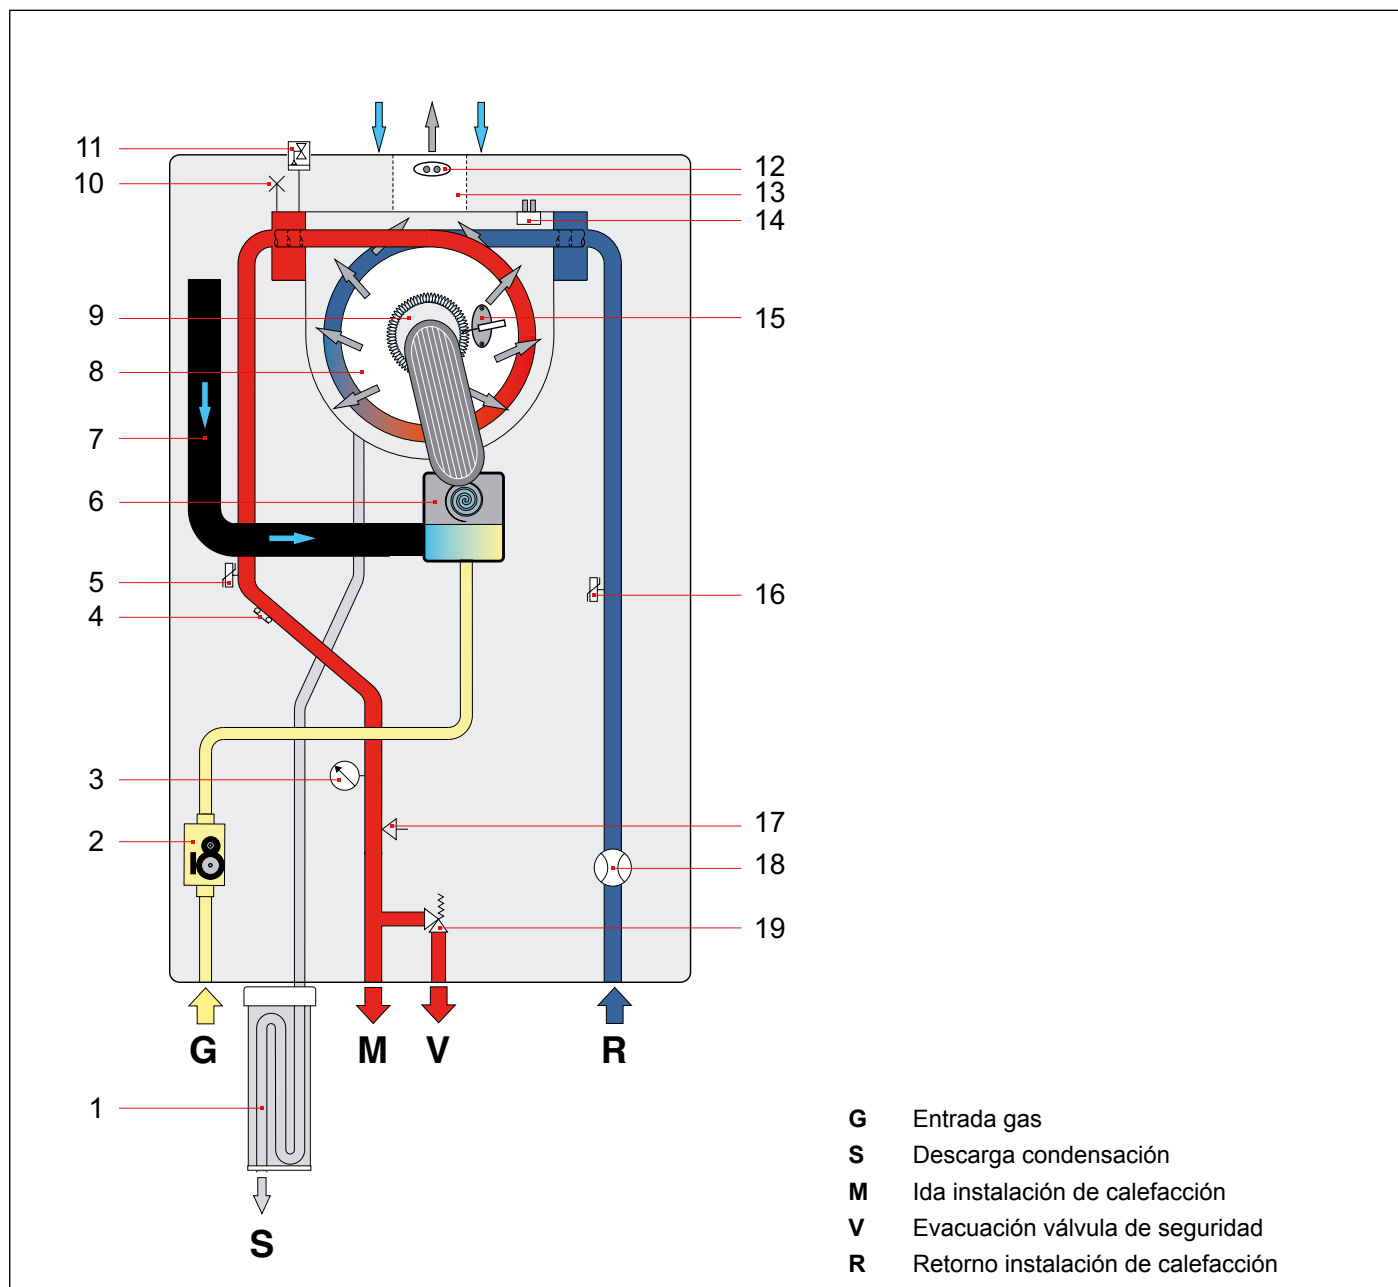 11
10
9
8
7
6
5
4
3
2
1
12
13
14
15
16
17
18
19
G
M
V
R
S
G Entrada gas
S Descarga condensación
M Ida instalación de calefacción
V Evacuación válvula de seguridad
R Retorno instalación de calefacción